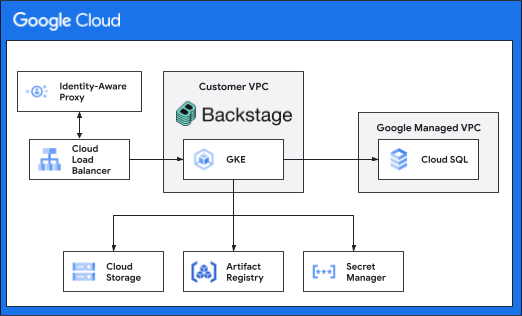 Google Cloud
Identity-Aware
Proxy
Customer VPC
Backstage
Google Managed VPC
Cloud
Load
Balancer
GKE
Cloud SQL
Cloud
Storage
Artifact
Registry
Secret
Manager